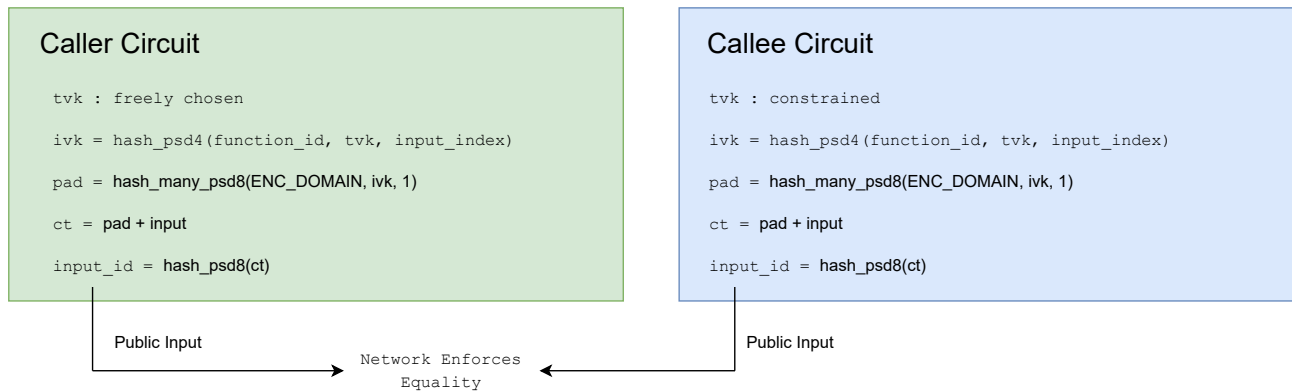 Caller Circuit
tvk : freely chosen
ivk = hash_psd4(function_id, tvk, input_index)
pad = hash_many_psd8(ENC_DOMAIN, ivk, 1)
ct = pad + input
input_id = hash_psd8(ct)
Callee Circuit
tvk : constrained
ivk = hash_psd4(function_id, tvk, input_index)
pad = hash_many_psd8(ENC_DOMAIN, ivk, 1)
ct = pad + input
input_id = hash_psd8(ct)
Public Input
Public Input
Network Enforces
Equality